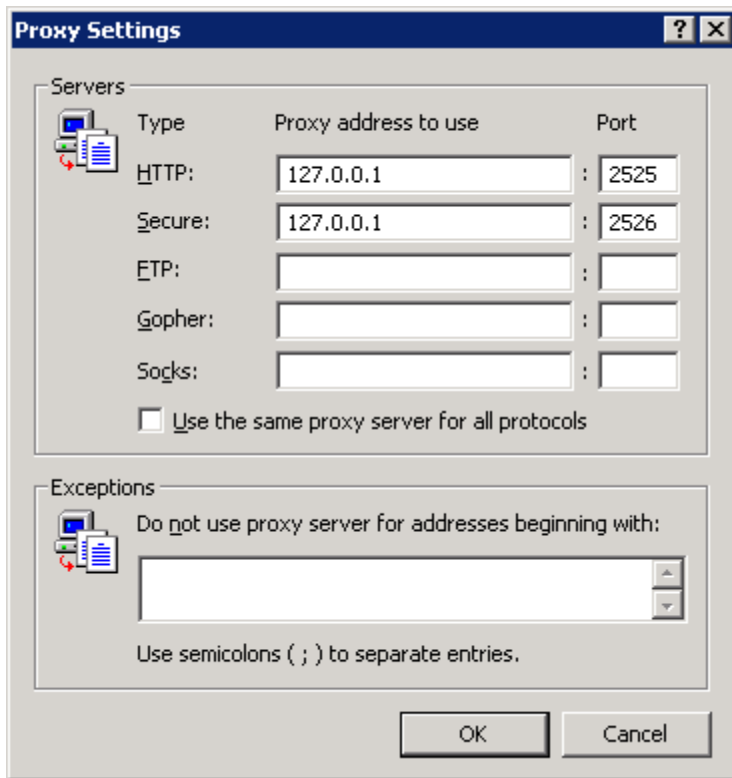 Proxy Settings
Servers
Type Proxy address to use Port
HTTP: 127.0.0.1 : 2525
Secure: 127.0.0.1 : 2526
FTP: :
Gopher: :
Socks: :
Use the same proxy server for all protocols
Exceptions
Do not use proxy server for addresses beginning with:
Use semicolons ( ; ) to separate entries.
OK Cancel